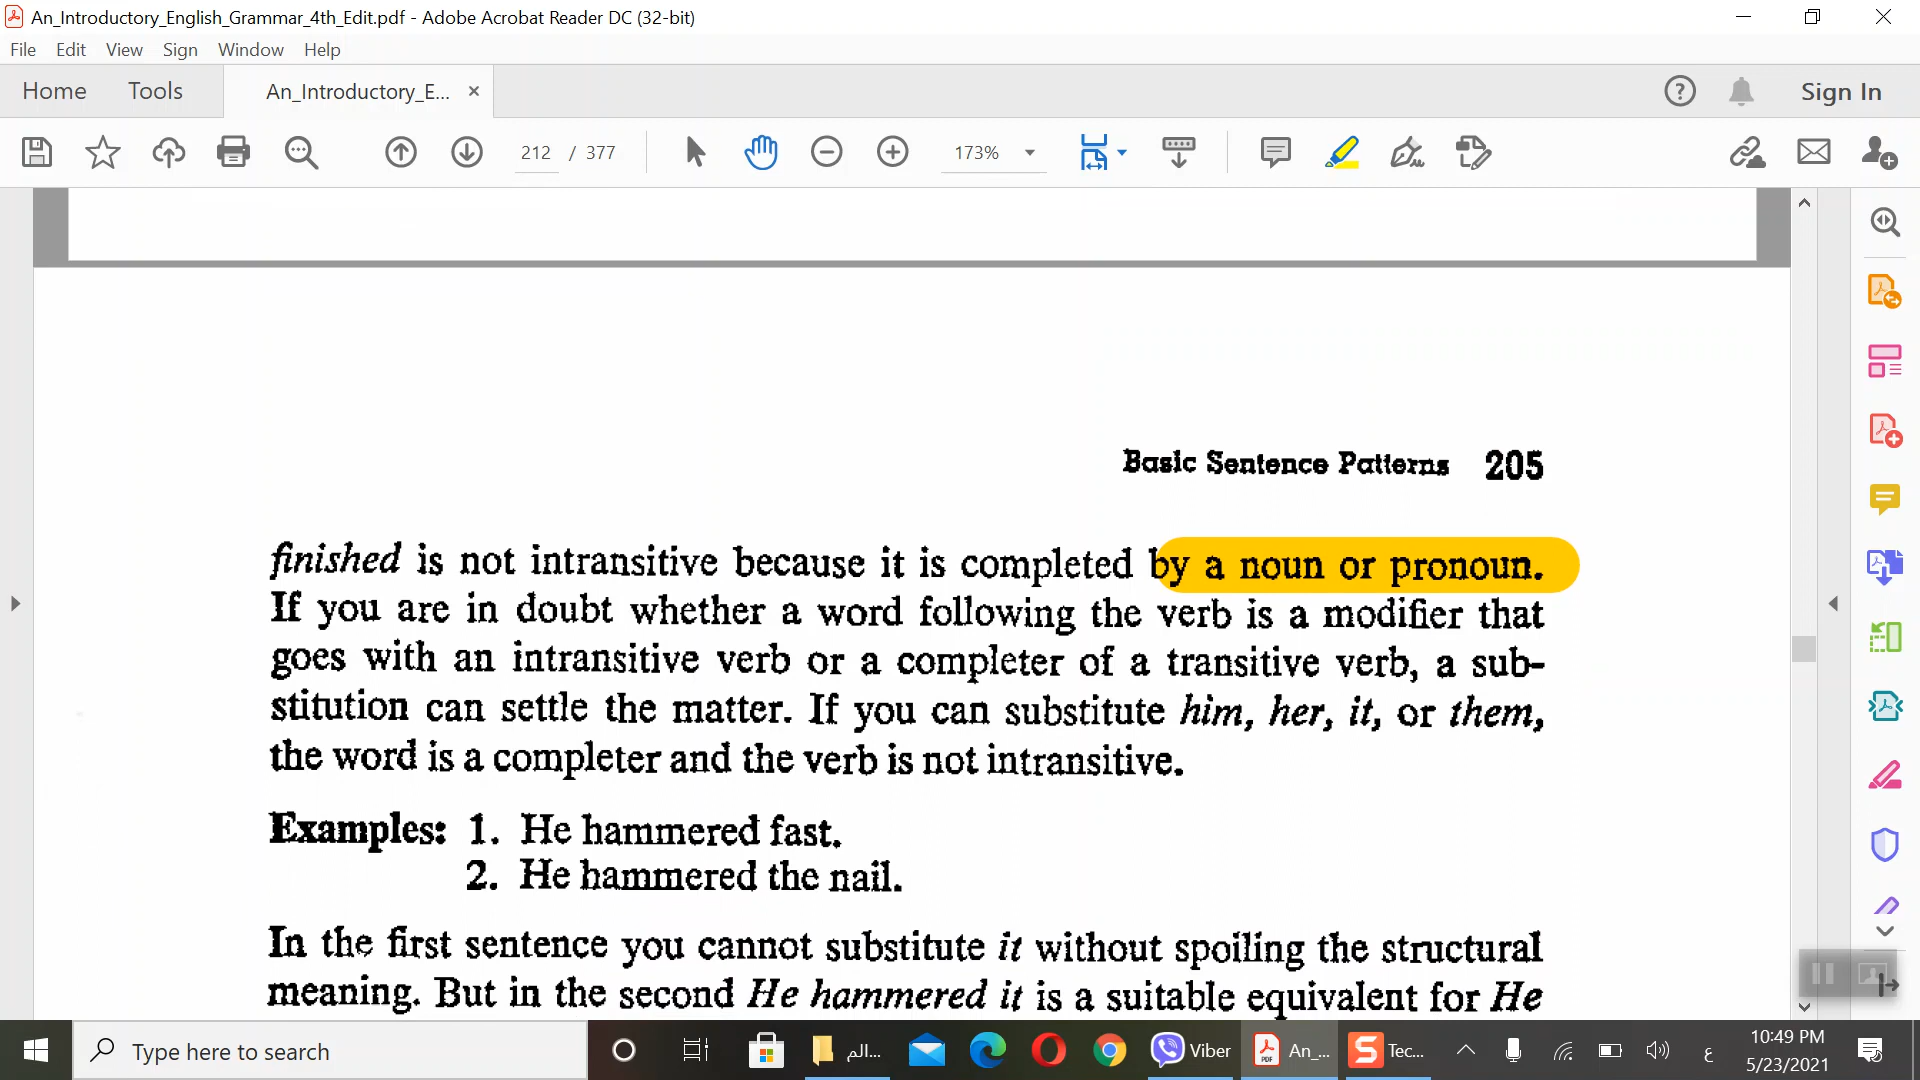 An_Introductory_English_Grammar_4th_Edit.pdf - Adobe Acrobat Reader DC (32-bit)
File Edit View Sign Window Help
Home Tools An_Introductory_E... × Sign In
212 / 377 173%
Basic Sentence Patterns 205
finished is not intransitive because it is completed by a noun or pronoun.
If you are in doubt whether a word following the verb is a modifier that
goes with an intransitive verb or a completer of a transitive verb, a sub-
stitution can settle the matter. If you can substitute him, her, it, or them,
the word is a completer and the verb is not intransitive.
Examples: 1. He hammered fast.
2. He hammered the nail.
In the first sentence you cannot substitute it without spoiling the structural
meaning. But in the second He hammered it is a suitable equivalent for He
Type here to search
الم...
Viber
An_...
Tec...
ع
10:49 PM
5/23/2021